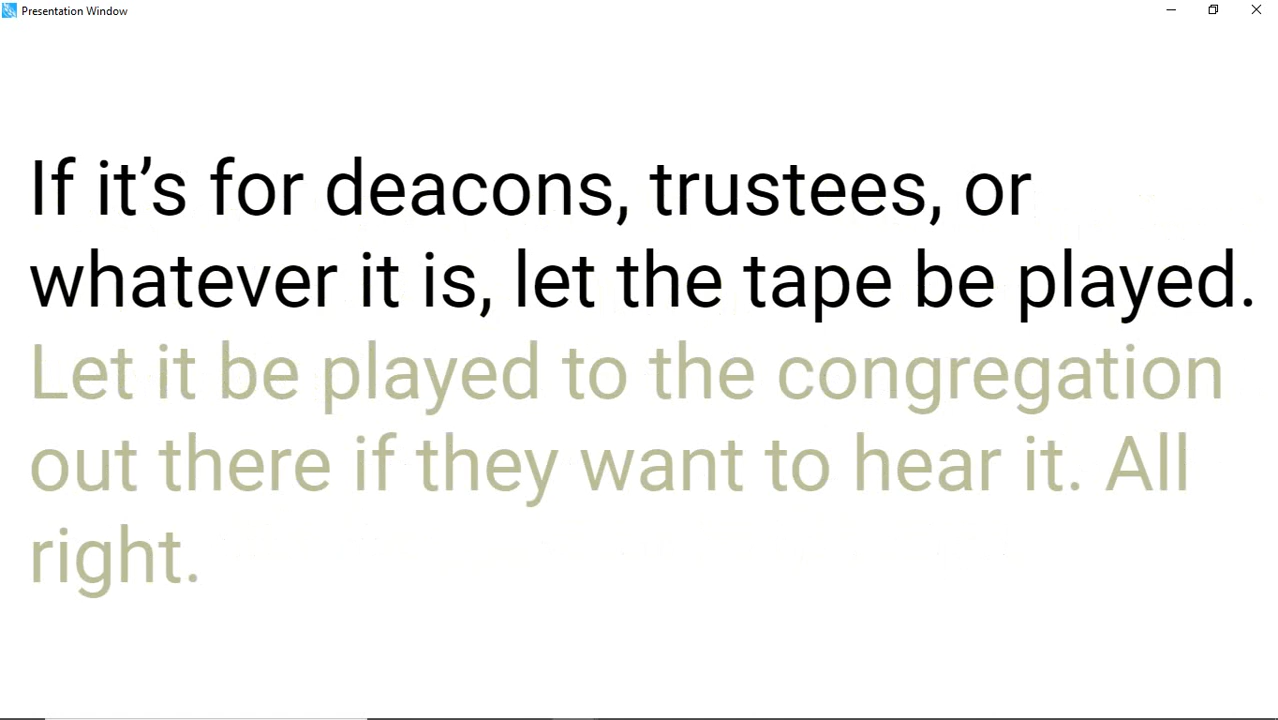 Presentation Window
If it’s for deacons, trustees, or
whatever it is, let the tape be played.
Let it be played to the congregation
out there if they want to hear it. All
right.